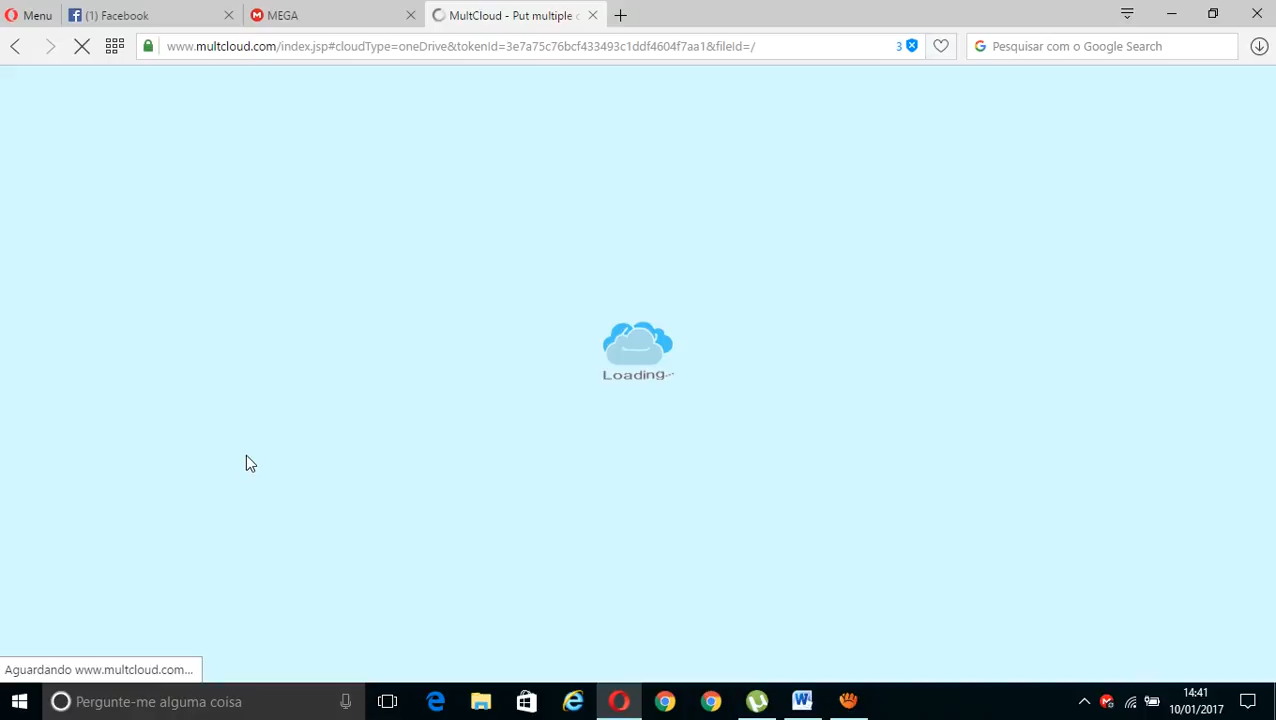 Menu
(1) Facebook
MEGA
MultCloud - Put multiple c
www.multcloud.com/index.jsp#cloudType=oneDrive&tokenId=3e7a75c76bcf433493c1ddf4604f7aa1&fileId=/
3
Pesquisar com o Google Search
Loading...
Aguardando www.multcloud.com...
Pergunte-me alguma coisa
14:41
10/01/2017